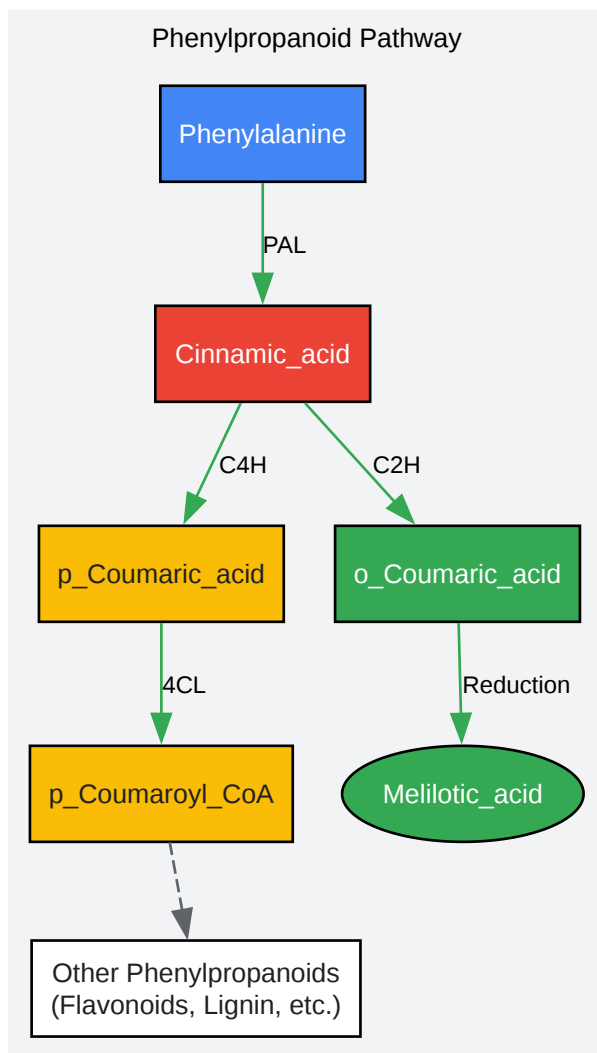 Phenylpropanoid Pathway
Phenylalanine
PAL
Cinnamic_acid
C4H
C2H
p_Coumaric_acid
o_Coumaric_acid
4CL
Reduction
p_Coumaroyl_CoA
Melilotic_acid
Other Phenylpropanoids
(Flavonoids, Lignin, etc.)